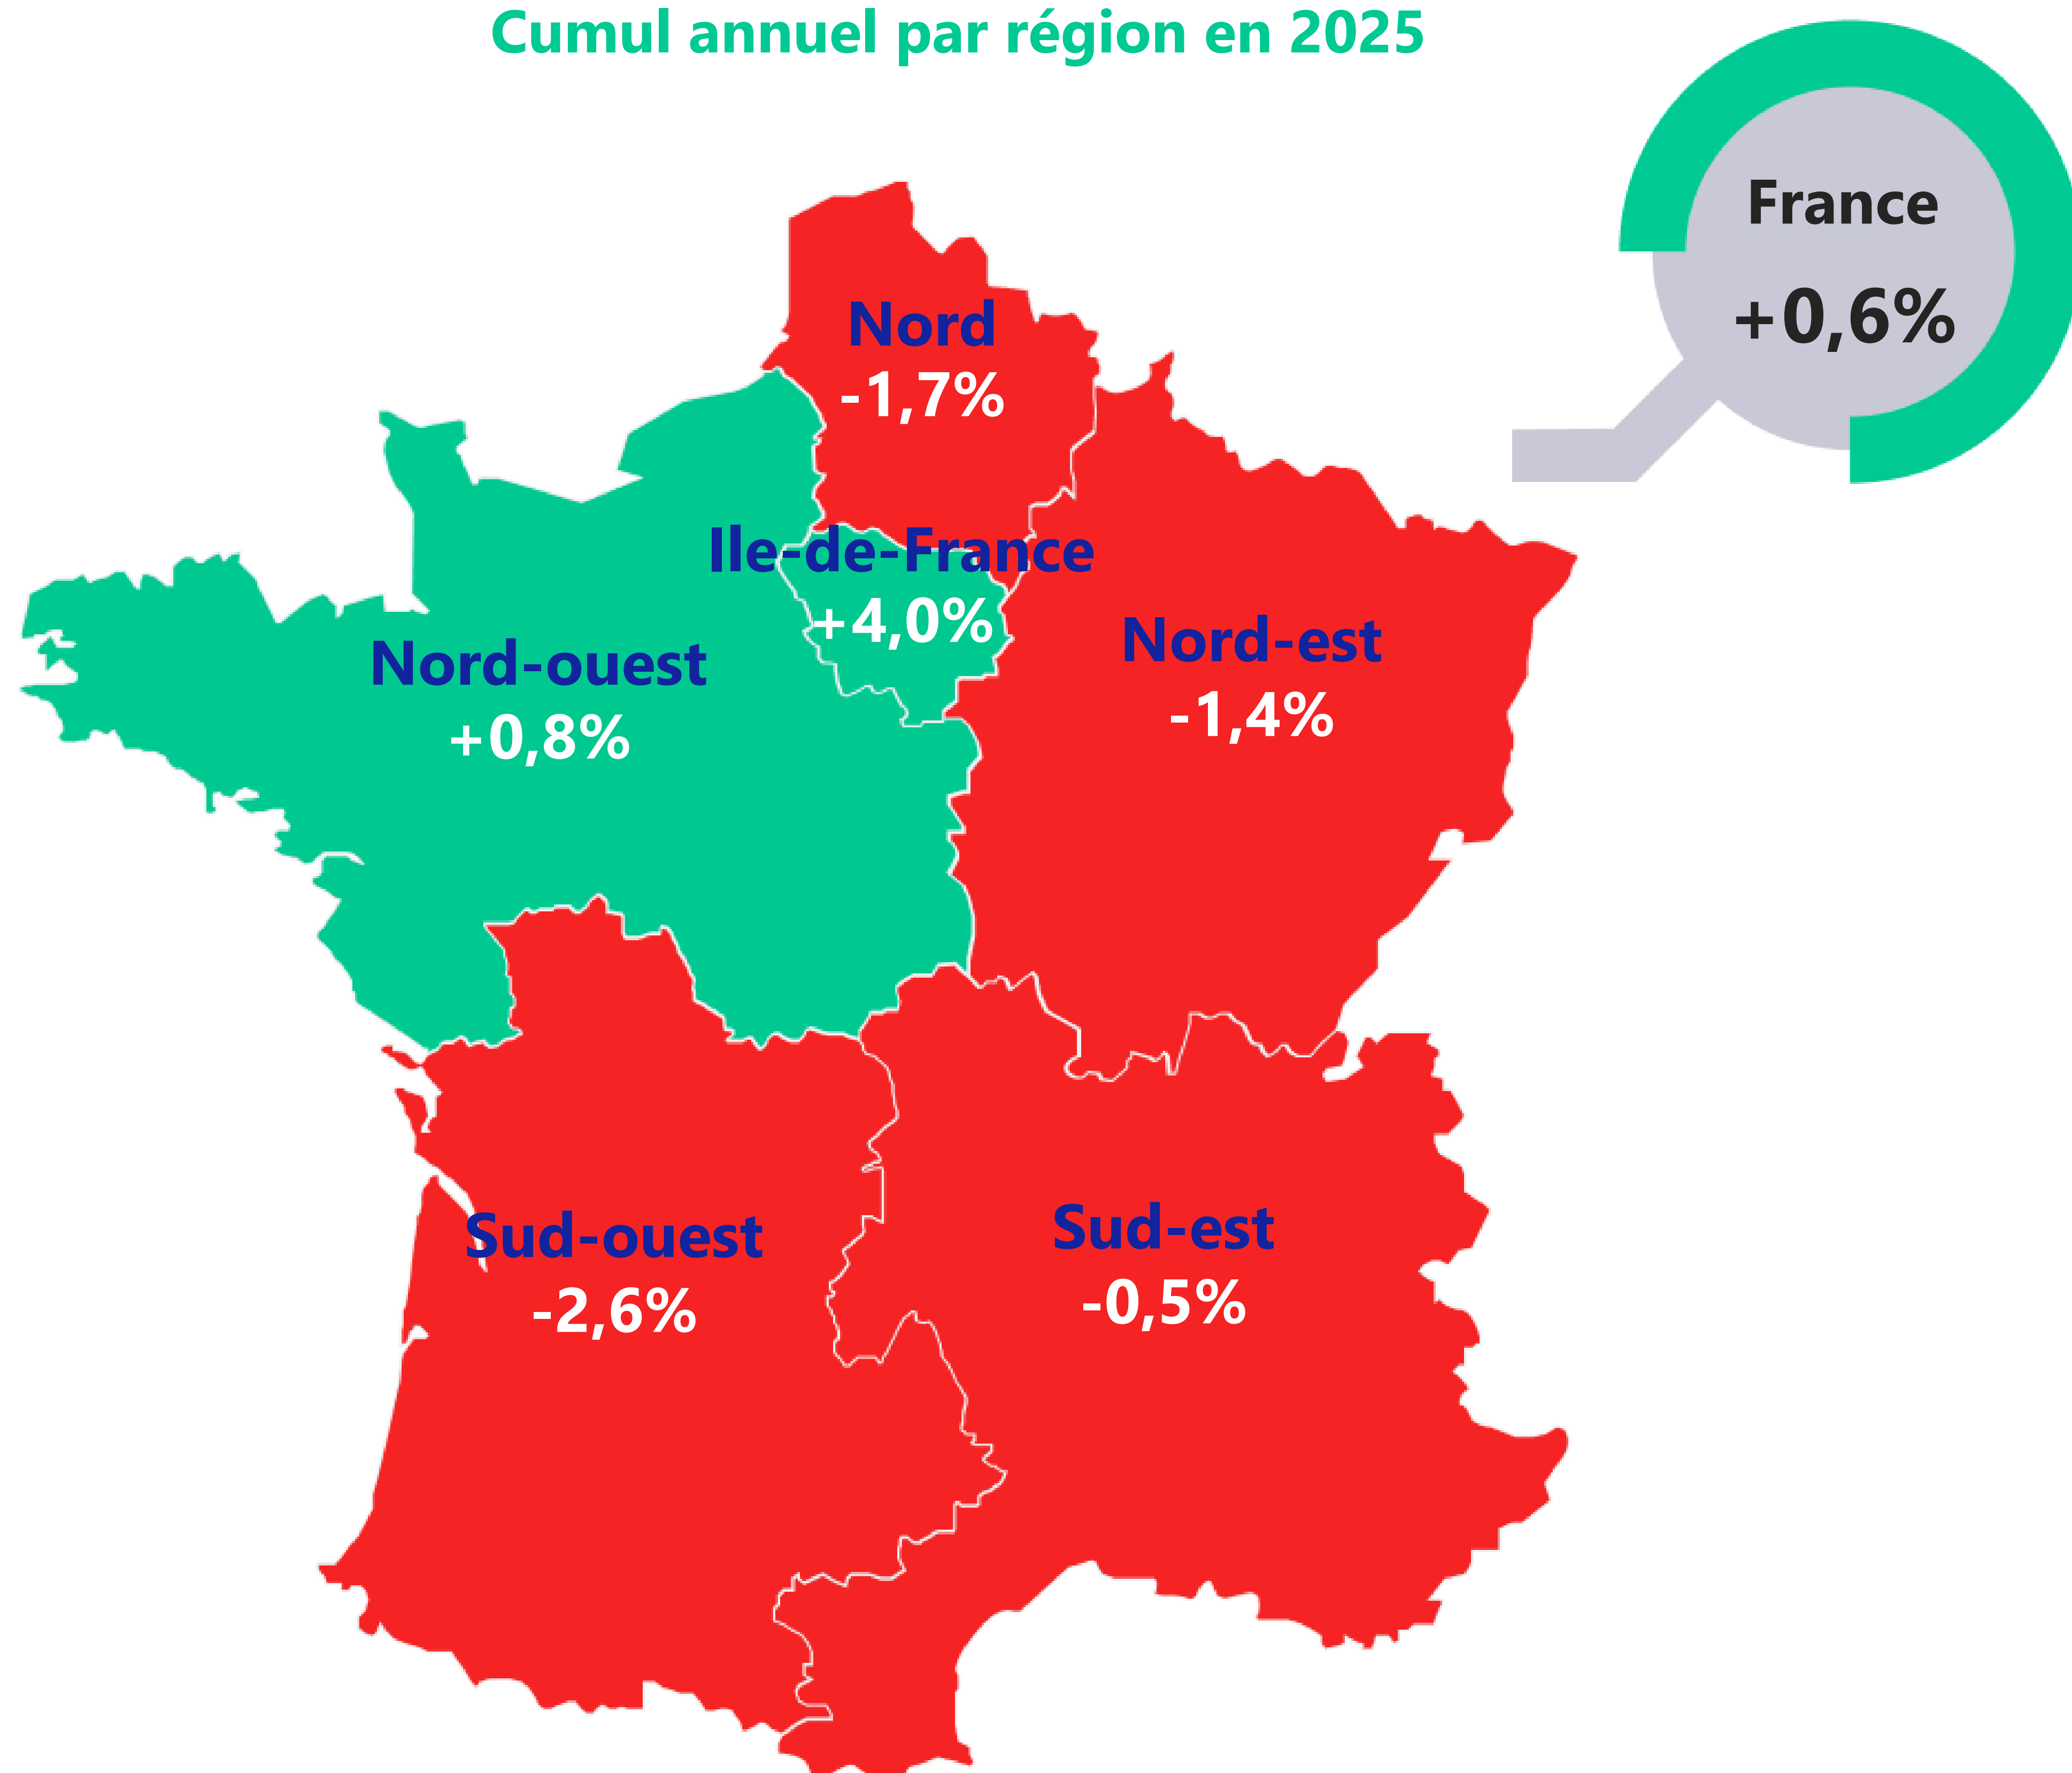 Cumul annuel par région en 2025
France
+0,6%
Nord
-1,7%
Ile-de-France
+4,0%
Nord-ouest
+0,8%
Nord-est
-1,4%
Sud-ouest
-2,6%
Sud-est
-0,5%